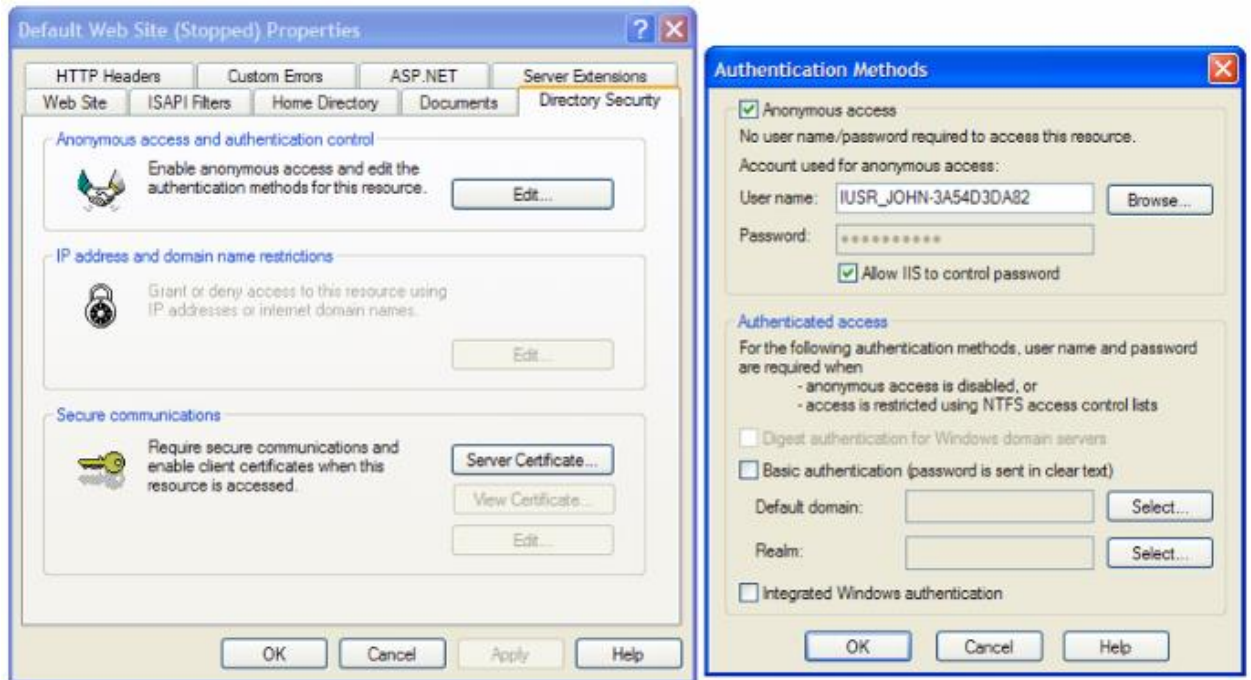 Default Web Site (Stopped) Properties
HTTP Headers
Custom Errors
ASP.NET
Server Extensions
Web Site
ISAPI Filters
Home Directory
Documents
Directory Security
Anonymous access and authentication control
Enable anonymous access and edit the
authentication methods for this resource.
Edit...
IP address and domain name restrictions
Grant or deny access to this resource using
IP addresses or internet domain names.
Edit...
Secure communications
Require secure communications and
enable client certificates when this
resource is accessed.
Server Certificate...
View Certificate...
Edit...
OK
Cancel
Apply
Help
Authentication Methods
Anonymous access
No user name/password required to access this resource.
Account used for anonymous access:
User name:
IUSR_JOHN-3A54D3DA82
Browse...
Password:
Allow IIS to control password
Authenticated access
For the following authentication methods, user name and password
are required when
- anonymous access is disabled, or
- access is restricted using NTFS access control lists
Digest authentication for Windows domain servers
Basic authentication (password is sent in clear text)
Default domain:
Select...
Realm:
Select...
Integrated Windows authentication
OK
Cancel
Help